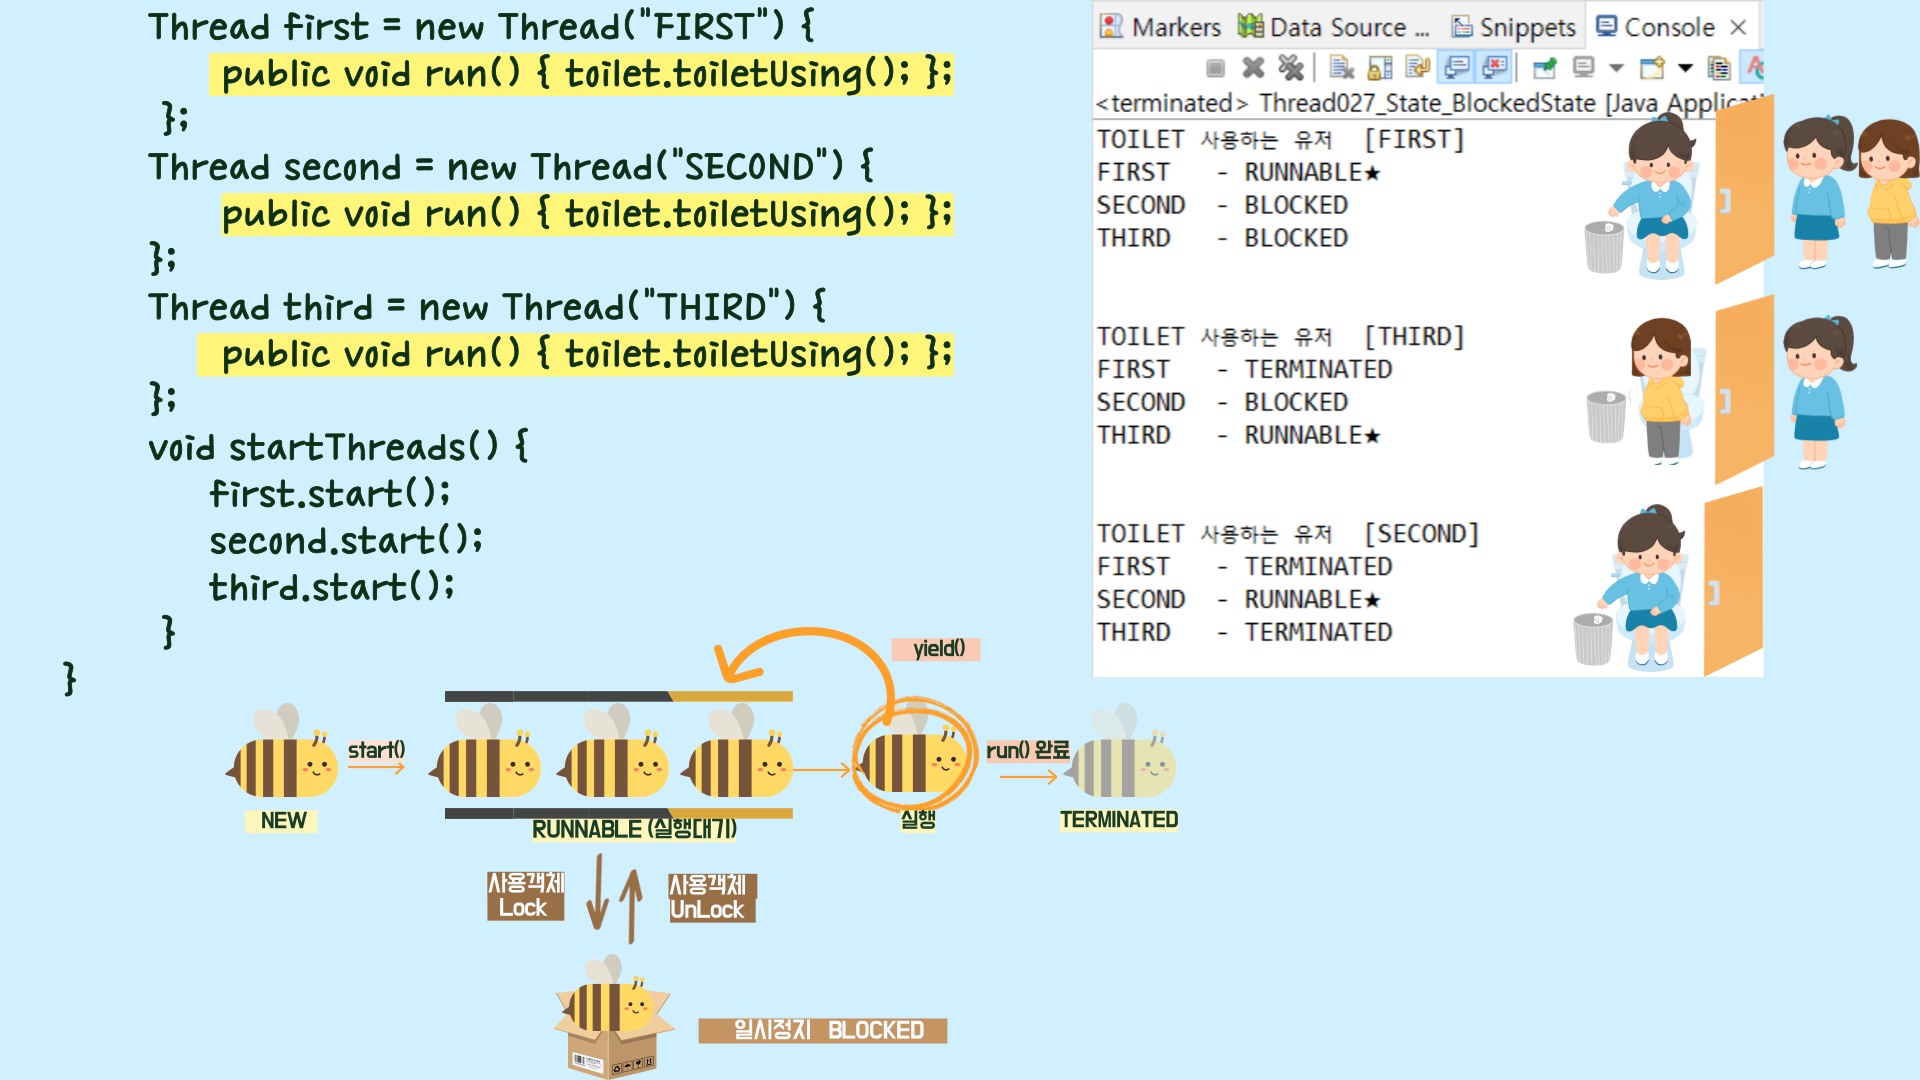 Thread first = new Thread("FIRST") {
public void run() { toilet.toiletUsing(); };
};
Thread second = new Thread("SECOND") {
public void run() { toilet.toiletUsing(); };
};
Thread third = new Thread("THIRD") {
public void run() { toilet.toiletUsing(); };
};
void startThreads() {
first.start();
second.start();
third.start();
}
}
Markers Data Source ... Snippets Console
<terminated> Thread027_State_BlockedState [Java Applicati
TOILET 사용하는 유저 [FIRST]
FIRST - RUNNABLE★
SECOND - BLOCKED
THIRD - BLOCKED
TOILET 사용하는 유저 [THIRD]
FIRST - TERMINATED
SECOND - BLOCKED
THIRD - RUNNABLE★
TOILET 사용하는 유저 [SECOND]
FIRST - TERMINATED
SECOND - RUNNABLE★
THIRD - TERMINATED
yield()
start()
run() 완료
NEW
RUNNABLE (실행대기)
실행
TERMINATED
사용객체
Lock
사용객체
UnLock
일시정지 BLOCKED